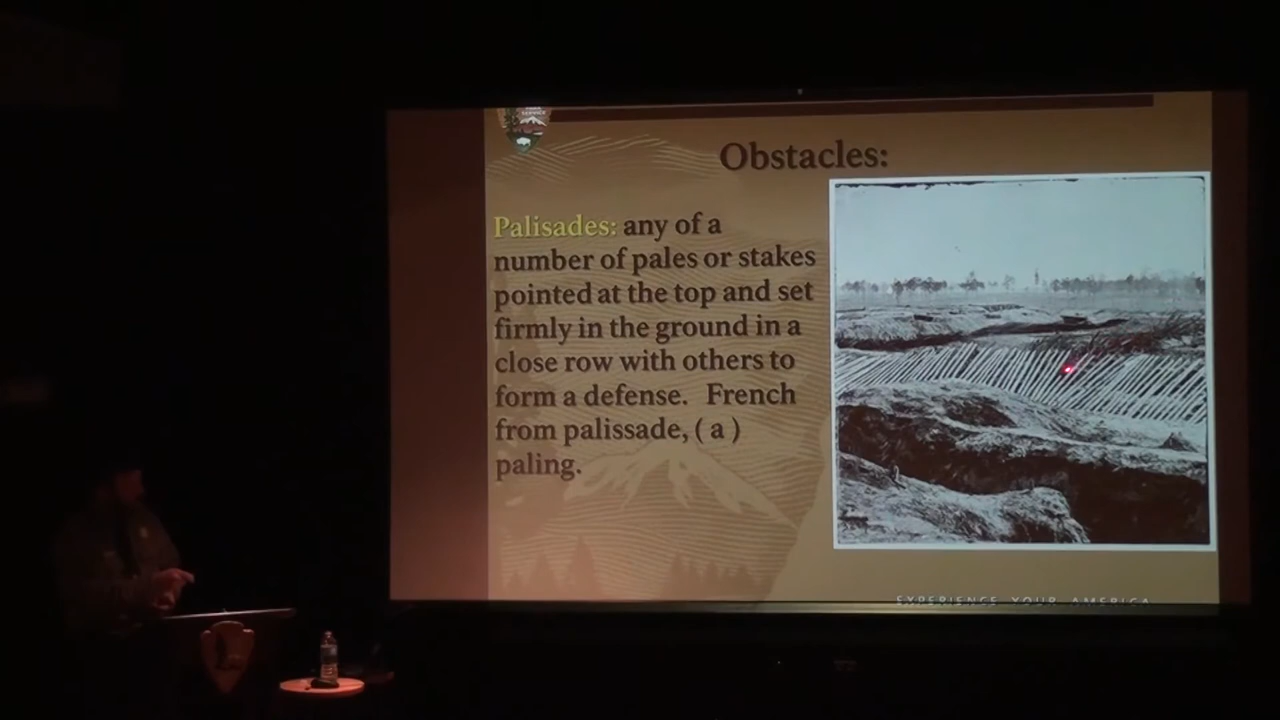 SERVICE
Obstacles:
Palisades: any of a
number of pales or stakes
pointed at the top and set
firmly in the ground in a
close row with others to
form a defense. French
from palissade, ( a )
paling.
EXPERIENCE YOUR AMERICA